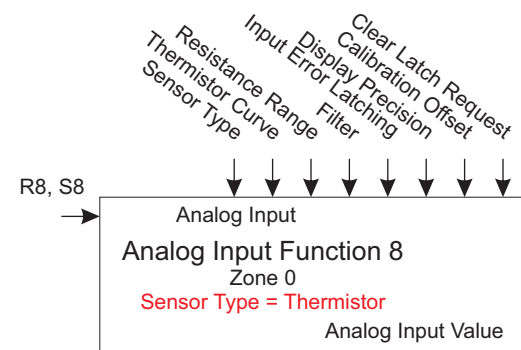 Sensor Type
Thermistor Curve
Resistance Range
Filter
Input Error Latching
Display Precision
Calibration Offset
Clear Latch Request
R8, S8
Analog Input
Analog Input Function 8
Zone 0
Sensor Type = Thermistor
Analog Input Value